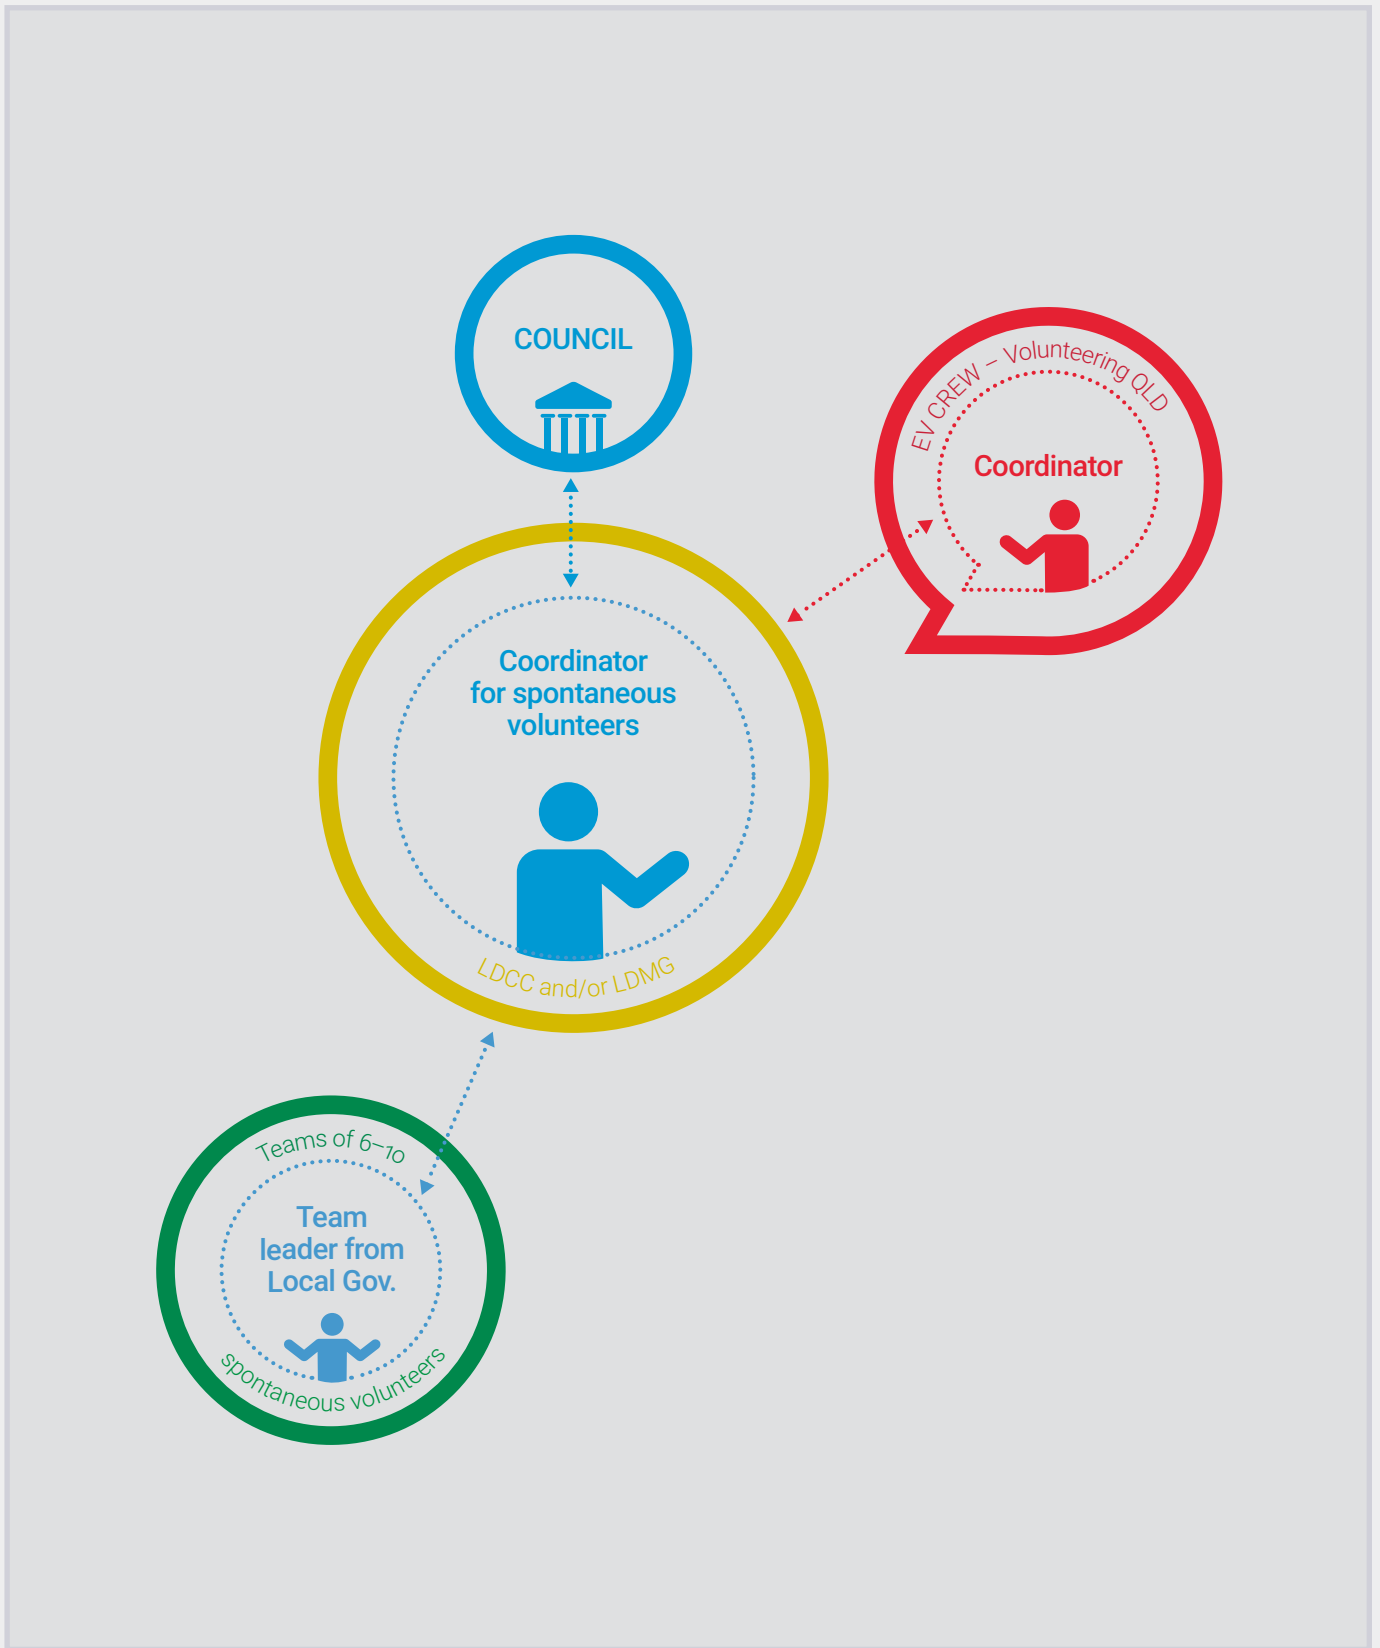 COUNCIL
EV CREW – Volunteering QLD
Coordinator
Coordinator
for spontaneous
volunteers
LDCC and/or LDMG
Teams of 6–10
Team
leader from
Local Gov.
spontaneous volunteers